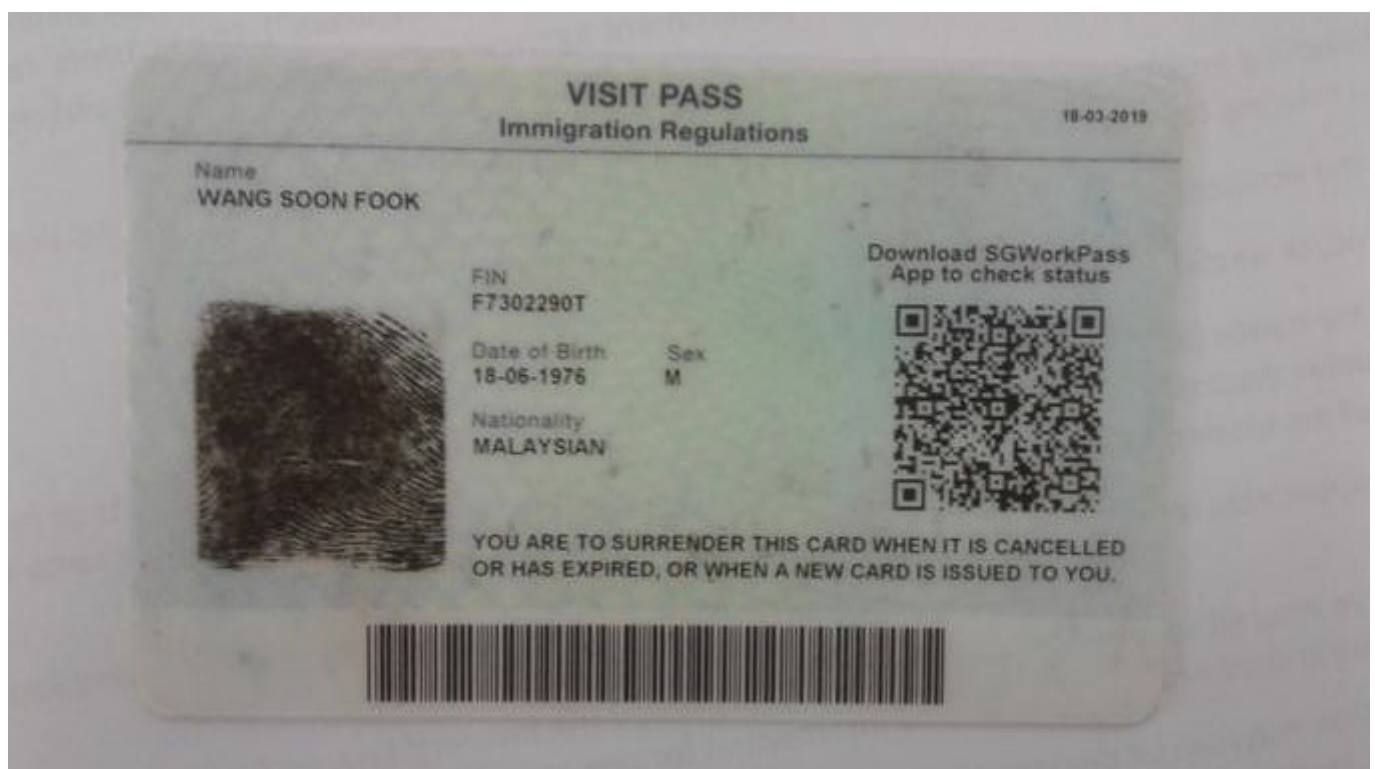 VISIT PASS
Immigration Regulations
18-03-2019
Name
WANG SOON FOOK
Download SGWorkPass
App to check status
FIN
F7302290T
Date of Birth Sex
18-06-1976 M
Nationality
MALAYSIAN
YOU ARE TO SURRENDER THIS CARD WHEN IT IS CANCELLED
OR HAS EXPIRED, OR WHEN A NEW CARD IS ISSUED TO YOU.